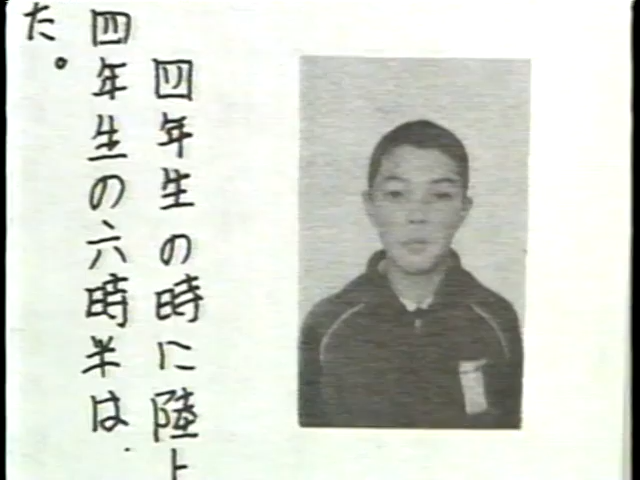 四年生の時に陸上
四年生の六時半は、
た。